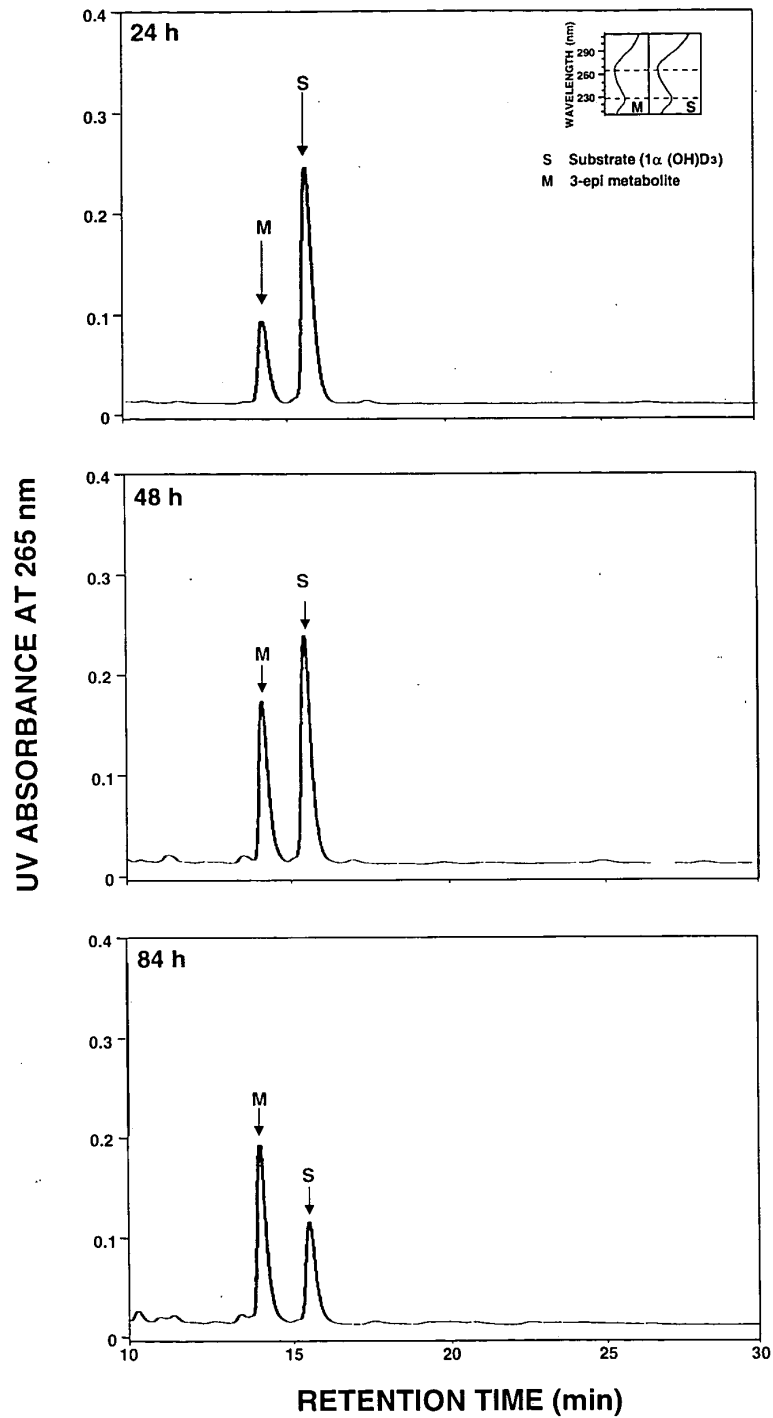 0.4
24 h
0.3
0.2
0.1
0
S
M
WAVELENGTH (nm)
290
260
230
M S
S Substrate (1α (OH)D3)
M 3-epi metabolite
UV ABSORBANCE AT 265 nm
0.4
48 h
0.3
0.2
0.1
0
S
M
0.4
84 h
0.3
0.2
0.1
0
M
S
10 15 20 25 30
RETENTION TIME (min)